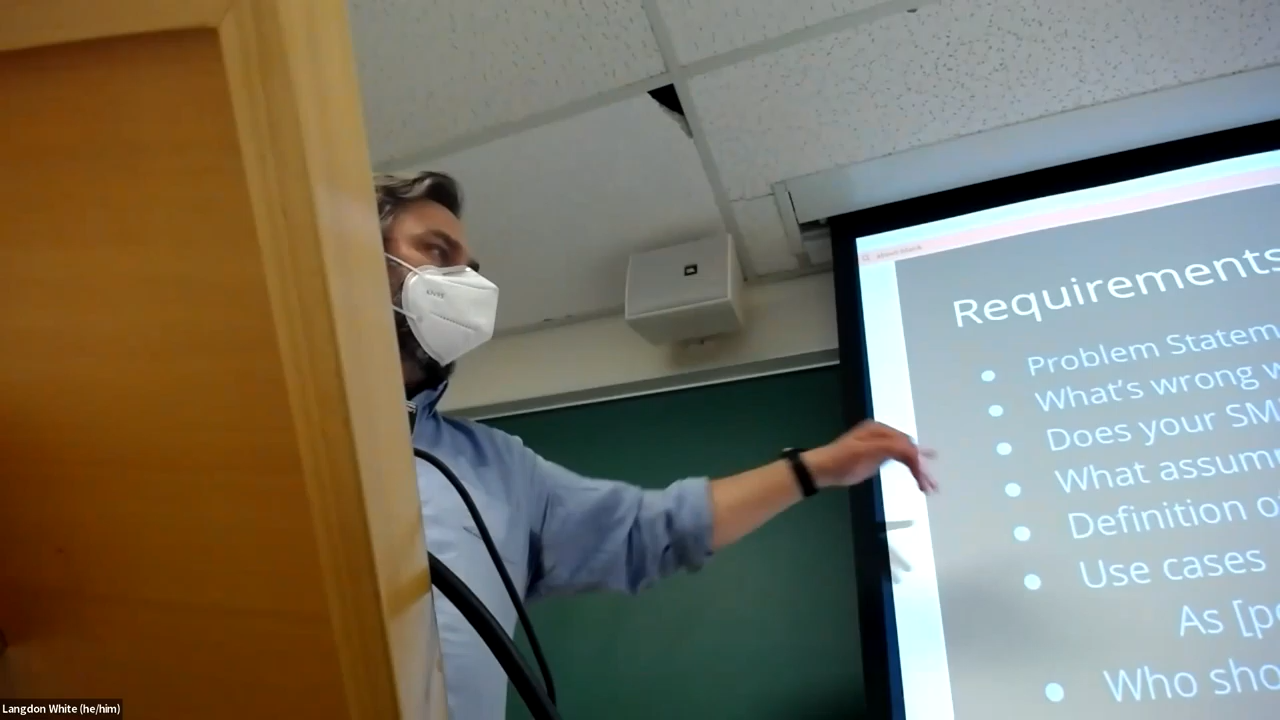 Requirements
Problem Statem
What's wrong w
Does your SM
What assum
Definition o
Use cases
As [pe
Who sho
Langdon White (he/him)